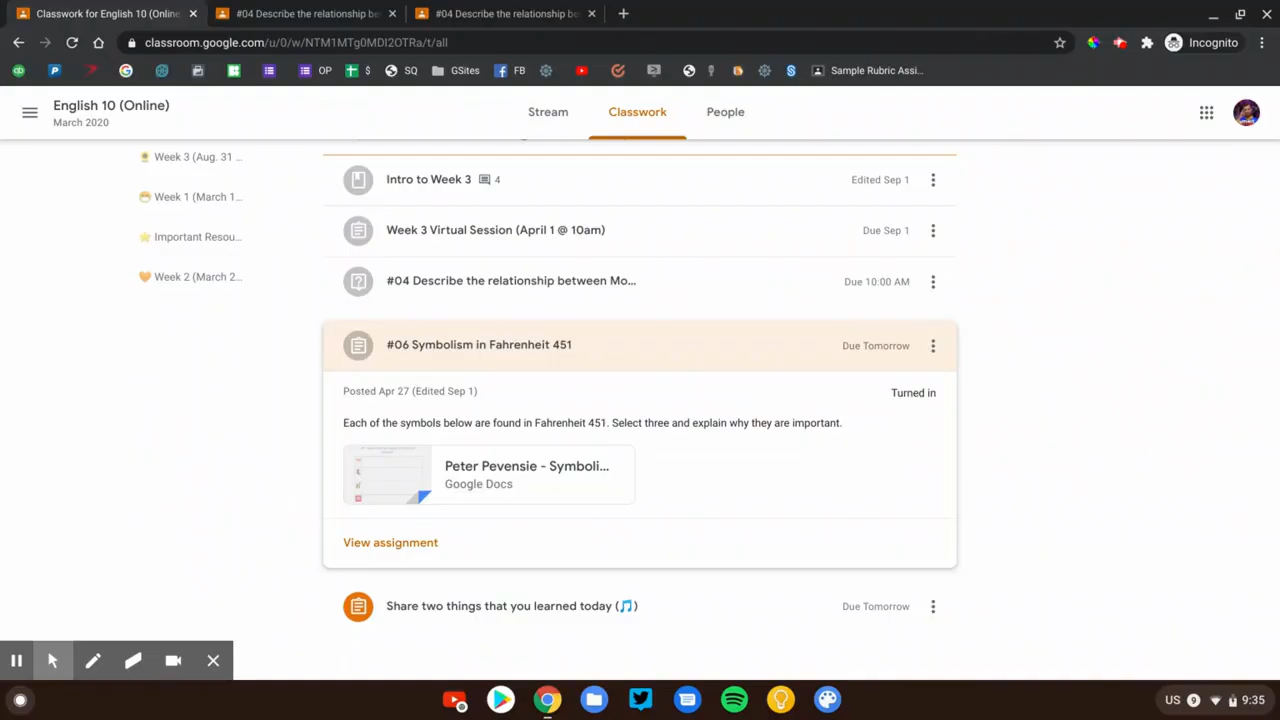 Classwork for English 10 (Online
#04 Describe the relationship be
#04 Describe the relationship be
classroom.google.com/u/0/w/NTM1MTg0MDI2OTRa/t/all
Incognito
OP
$
SQ
GSites
FB
Sample Rubric Assi...
English 10 (Online)
March 2020
Stream
Classwork
People
Week 3 (Aug. 31 ...
Week 1 (March 1...
Important Resou...
Week 2 (March 2...
Intro to Week 3 4
Edited Sep 1
Week 3 Virtual Session (April 1 @ 10am)
Due Sep 1
#04 Describe the relationship between Mo...
Due 10:00 AM
#06 Symbolism in Fahrenheit 451
Due Tomorrow
Posted Apr 27 (Edited Sep 1)
Turned in
Each of the symbols below are found in Fahrenheit 451. Select three and explain why they are important.
Peter Pevensie - Symboli...
Google Docs
View assignment
Share two things that you learned today (🎵)
Due Tomorrow
US 9 9:35